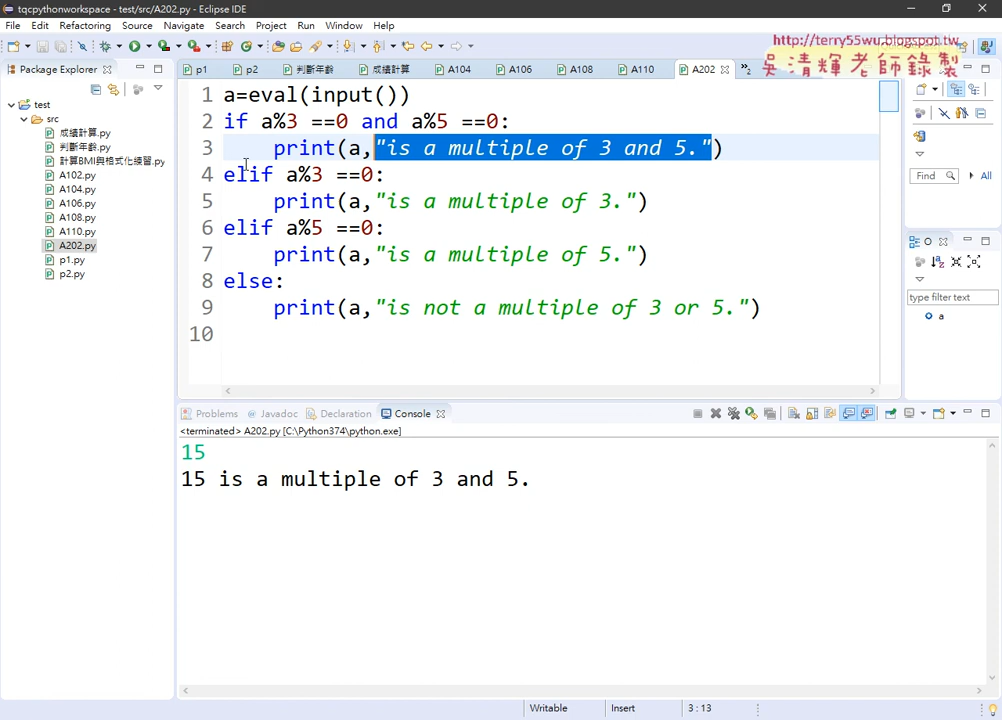 tqcpythonworkspace - test/src/A202.py - Eclipse IDE
File Edit Refactoring Source Navigate Search Project Run Window Help
http://terry55wu.blogspot.tw
吳清輝老師錄製
Package Explorer
p1 p2 判斷年齡 成績計算 A104 A106 A108 A110 A202 »2
test
src
成績計算.py
判斷年齡.py
計算BMI與格式化練習.py
A102.py
A104.py
A106.py
A108.py
A110.py
A202.py
p1.py
p2.py
1 a=eval(input())
2 if a%3 ==0 and a%5 ==0:
3 print(a,"is a multiple of 3 and 5.")
4 elif a%3 ==0:
5 print(a,"is a multiple of 3.")
6 elif a%5 ==0:
7 print(a,"is a multiple of 5.")
8 else:
9 print(a,"is not a multiple of 3 or 5.")
10
Find All
O
type filter text
a
Problems Javadoc Declaration Console
<terminated> A202.py [C:\Python374\python.exe]
15
15 is a multiple of 3 and 5.
Writable Insert 3 : 13